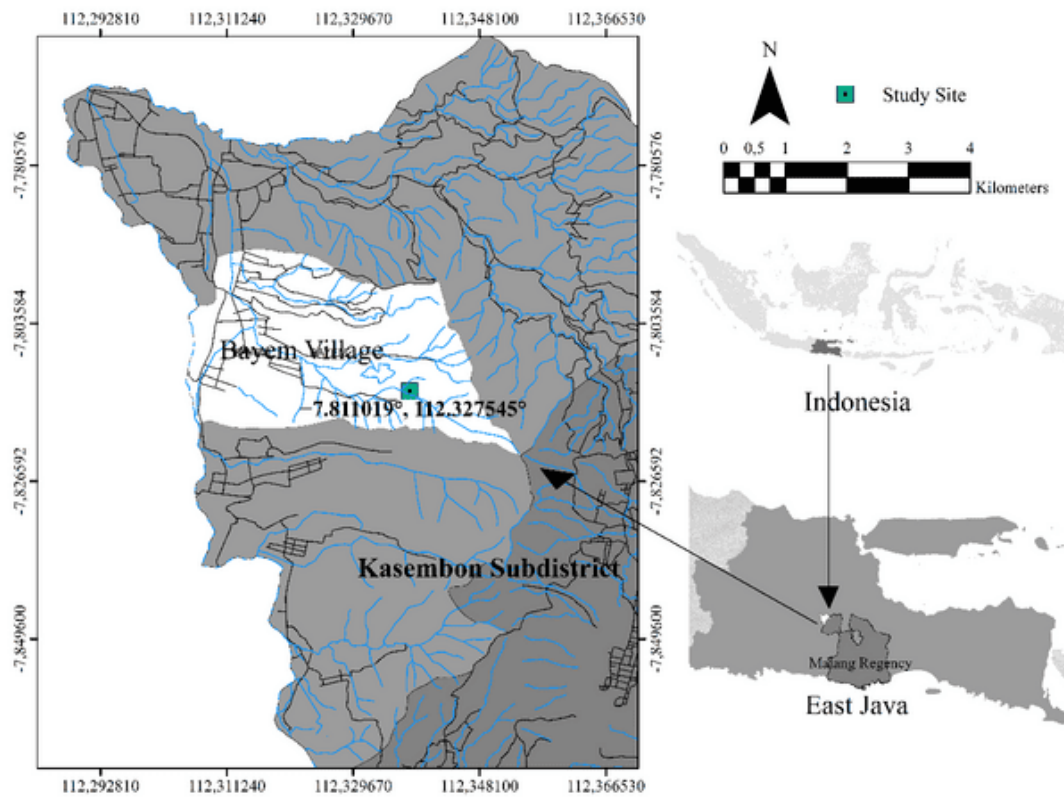 112,292810 112,311240 112,329670 112,348100 112,366530
N
Study Site
0 0,5 1 2 3 4
Kilometers
-7,780576 -7,780576
-7,803584 -7,803584
Bayem Village
−7.811019°, 112.327545°
Indonesia
-7,826592 -7,826592
Kasembon Subdistrict
-7,849600 -7,849600
Malang Regency
East Java
112,292810 112,311240 112,329670 112,348100 112,366530